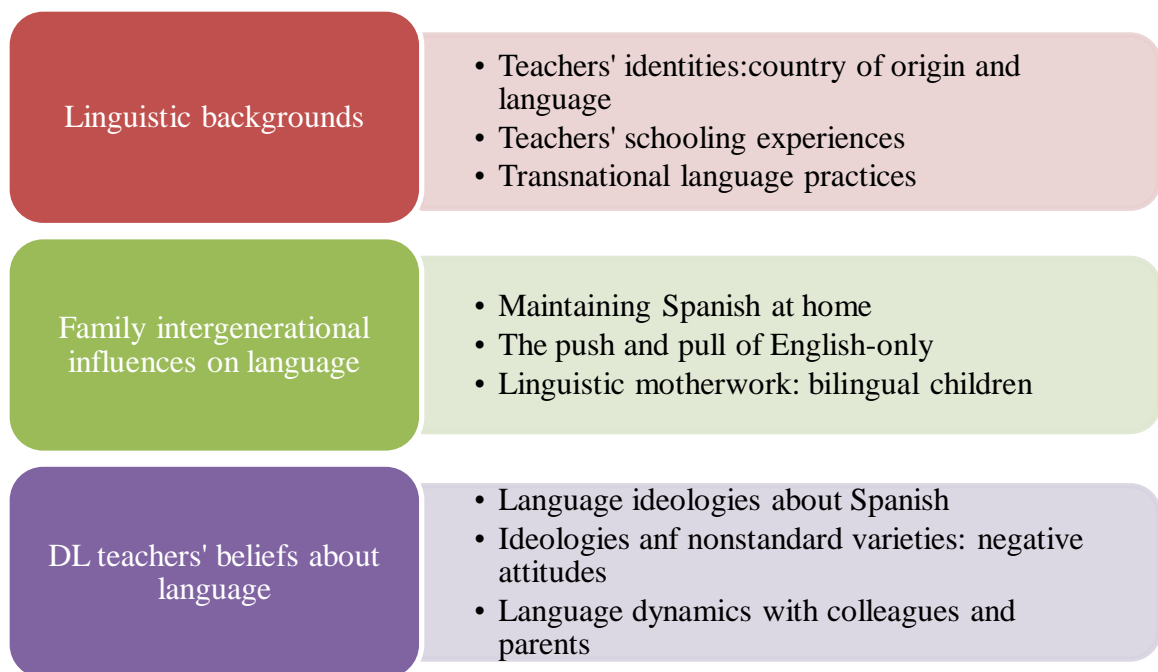 Linguistic backgrounds
• Teachers' identities:country of origin and
language
• Teachers' schooling experiences
• Transnational language practices
Family intergenerational
influences on language
• Maintaining Spanish at home
• The push and pull of English-only
• Linguistic motherwork: bilingual children
DL teachers' beliefs about
language
• Language ideologies about Spanish
• Ideologies anf nonstandard varieties: negative
attitudes
• Language dynamics with colleagues and
parents